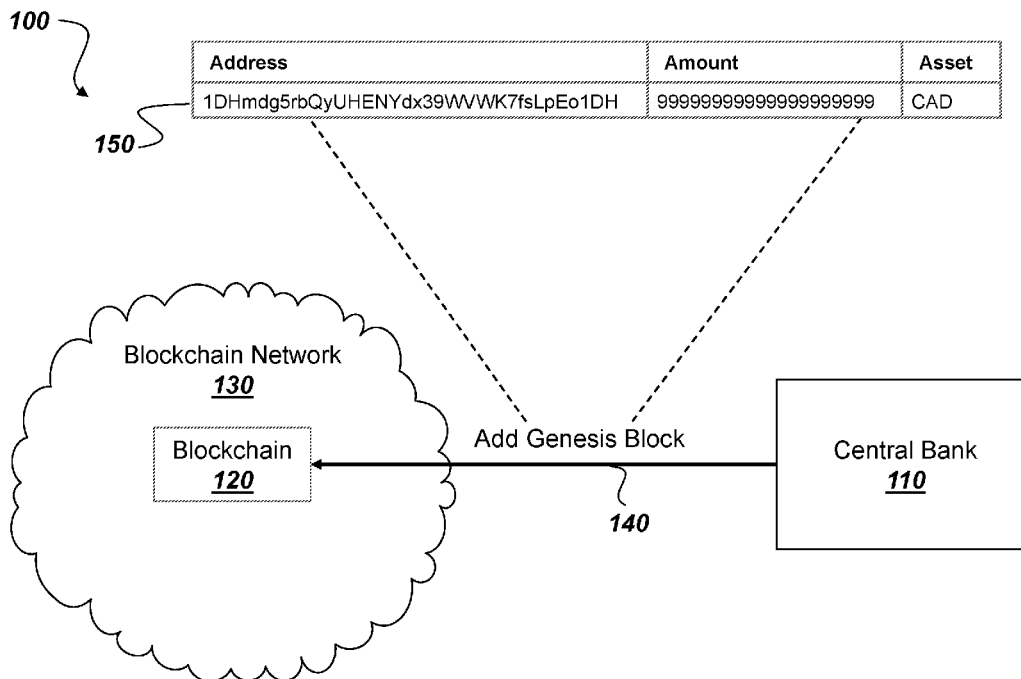 100
Address Amount Asset
1DHmdg5rbQyUHENYdx39WVWK7fsLpEo1DH 99999999999999999999 CAD
150
Blockchain Network
130
Blockchain
120
Add Genesis Block
140
Central Bank
110